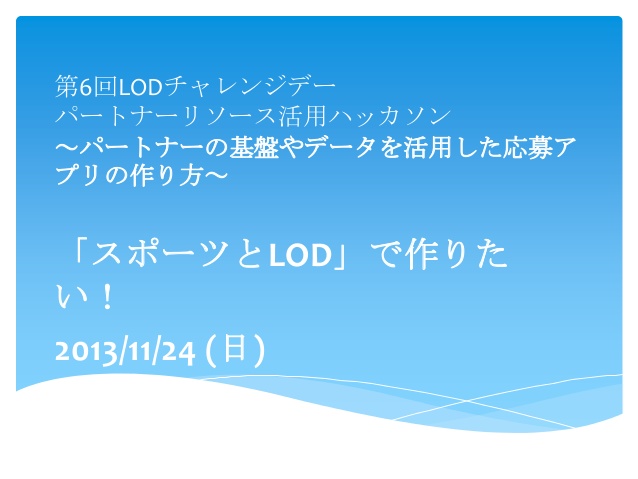 第6回LODチャレンジデー
パートナーリソース活用ハッカソン
～パートナーの基盤やデータを活用した応募ア
プリの作り方～
「スポーツとLOD」で作りた
い！
2013/11/24 (日)